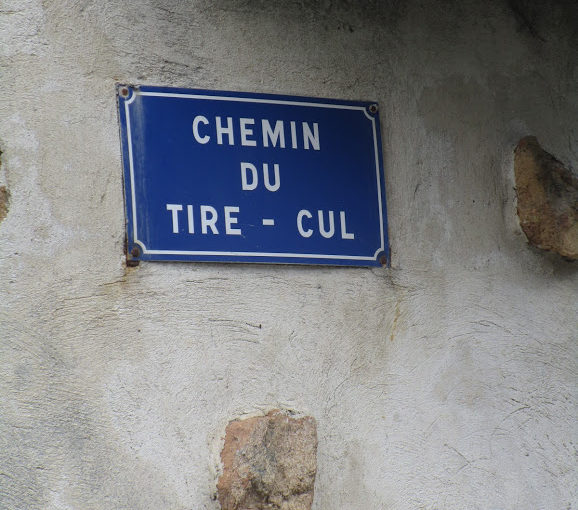 CHEMIN
DU
TIRE - CUL